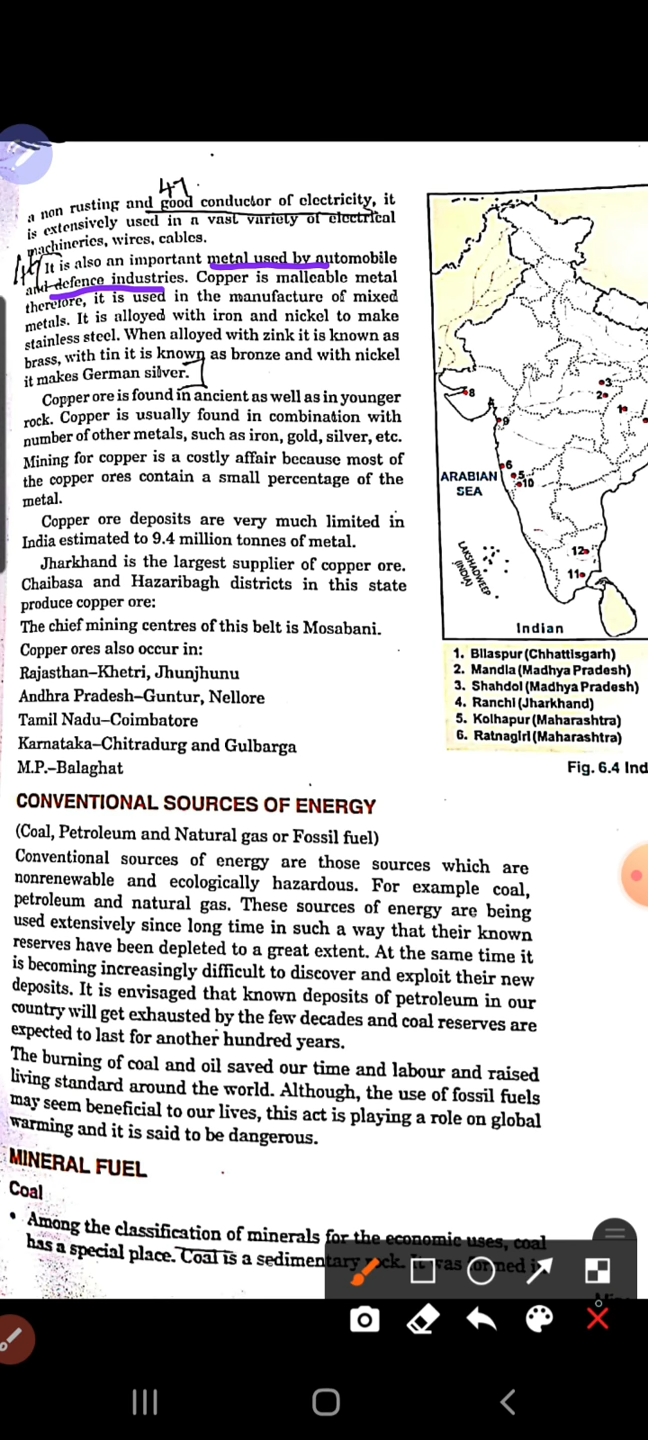 47.
a non rusting and good conductor of electricity, it
is extensively used in a vast variety of electrical
machineries, wires, cables.
It is also an important metal used by automobile
and defence industries. Copper is malleable metal
therefore, it is used in the manufacture of mixed
metals. It is alloyed with iron and nickel to make
stainless steel. When alloyed with zink it is known as
brass, with tin it is known as bronze and with nickel
it makes German silver.
Copper ore is found in ancient as well as in younger
rock. Copper is usually found in combination with
number of other metals, such as iron, gold, silver, etc.
Mining for copper is a costly affair because most of
the copper ores contain a small percentage of the
metal.
Copper ore deposits are very much limited in
India estimated to 9.4 million tonnes of metal.
Jharkhand is the largest supplier of copper ore.
Chaibasa and Hazaribagh districts in this state
produce copper ore:
The chief mining centres of this belt is Mosabani.
Copper ores also occur in:
Rajasthan–Khetri, Jhunjhunu
Andhra Pradesh–Guntur, Nellore
Tamil Nadu–Coimbatore
Karnataka–Chitradurg and Gulbarga
M.P.–Balaghat
3
2
1
8
9
6
5
10
ARABIAN
SEA
LAKSHADWEEP
(INDIA)
12
11
Indian
1. Bilaspur (Chhattisgarh)
2. Mandla (Madhya Pradesh)
3. Shahdol (Madhya Pradesh)
4. Ranchi (Jharkhand)
5. Kolhapur (Maharashtra)
6. Ratnagiri (Maharashtra)
Fig. 6.4 Ind
CONVENTIONAL SOURCES OF ENERGY
(Coal, Petroleum and Natural gas or Fossil fuel)
Conventional sources of energy are those sources which are
nonrenewable and ecologically hazardous. For example coal,
petroleum and natural gas. These sources of energy are being
used extensively since long time in such a way that their known
reserves have been depleted to a great extent. At the same time it
is becoming increasingly difficult to discover and exploit their new
deposits. It is envisaged that known deposits of petroleum in our
country will get exhausted by the few decades and coal reserves are
expected to last for another hundred years.
The burning of coal and oil saved our time and labour and raised
living standard around the world. Although, the use of fossil fuels
may seem beneficial to our lives, this act is playing a role on global
warming and it is said to be dangerous.
MINERAL FUEL
Coal
• Among the classification of minerals for the economic uses, coal
has a special place. Coal is a sedimentary rock. It was formed i